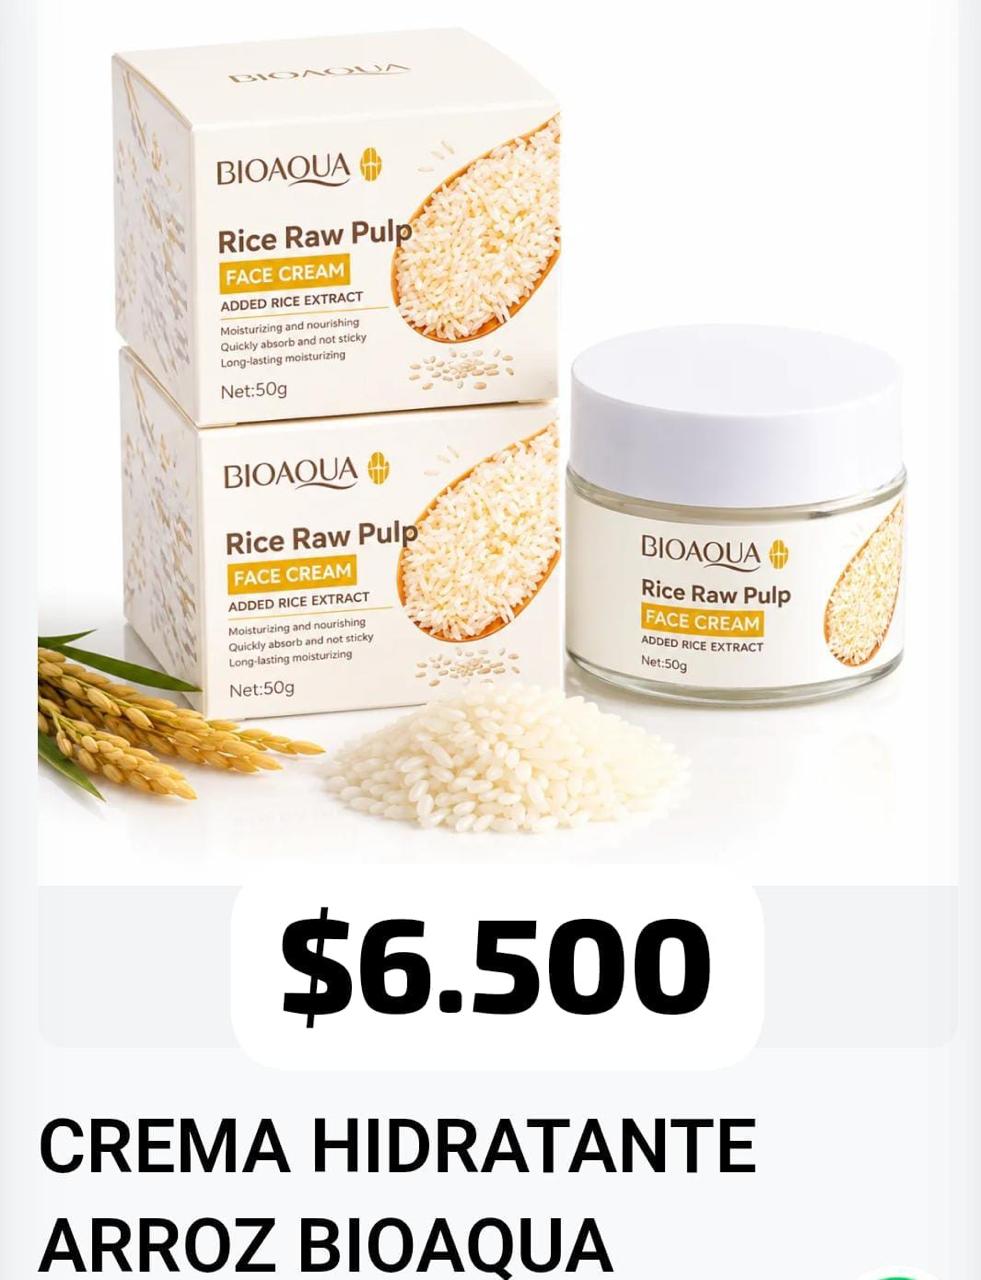 BIOAQUA
BIOAQUA
Rice Raw Pulp
FACE CREAM
ADDED RICE EXTRACT
Moisturizing and nourishing
Quickly absorb and not sticky
Long-lasting moisturizing
Net:50g
BIOAQUA
Rice Raw Pulp
FACE CREAM
ADDED RICE EXTRACT
Moisturizing and nourishing
Quickly absorb and not sticky
Long-lasting moisturizing
Net:50g
BIOAQUA
Rice Raw Pulp
FACE CREAM
ADDED RICE EXTRACT
Net:50g
$6.500
CREMA HIDRATANTE
ARROZ BIOAQUA